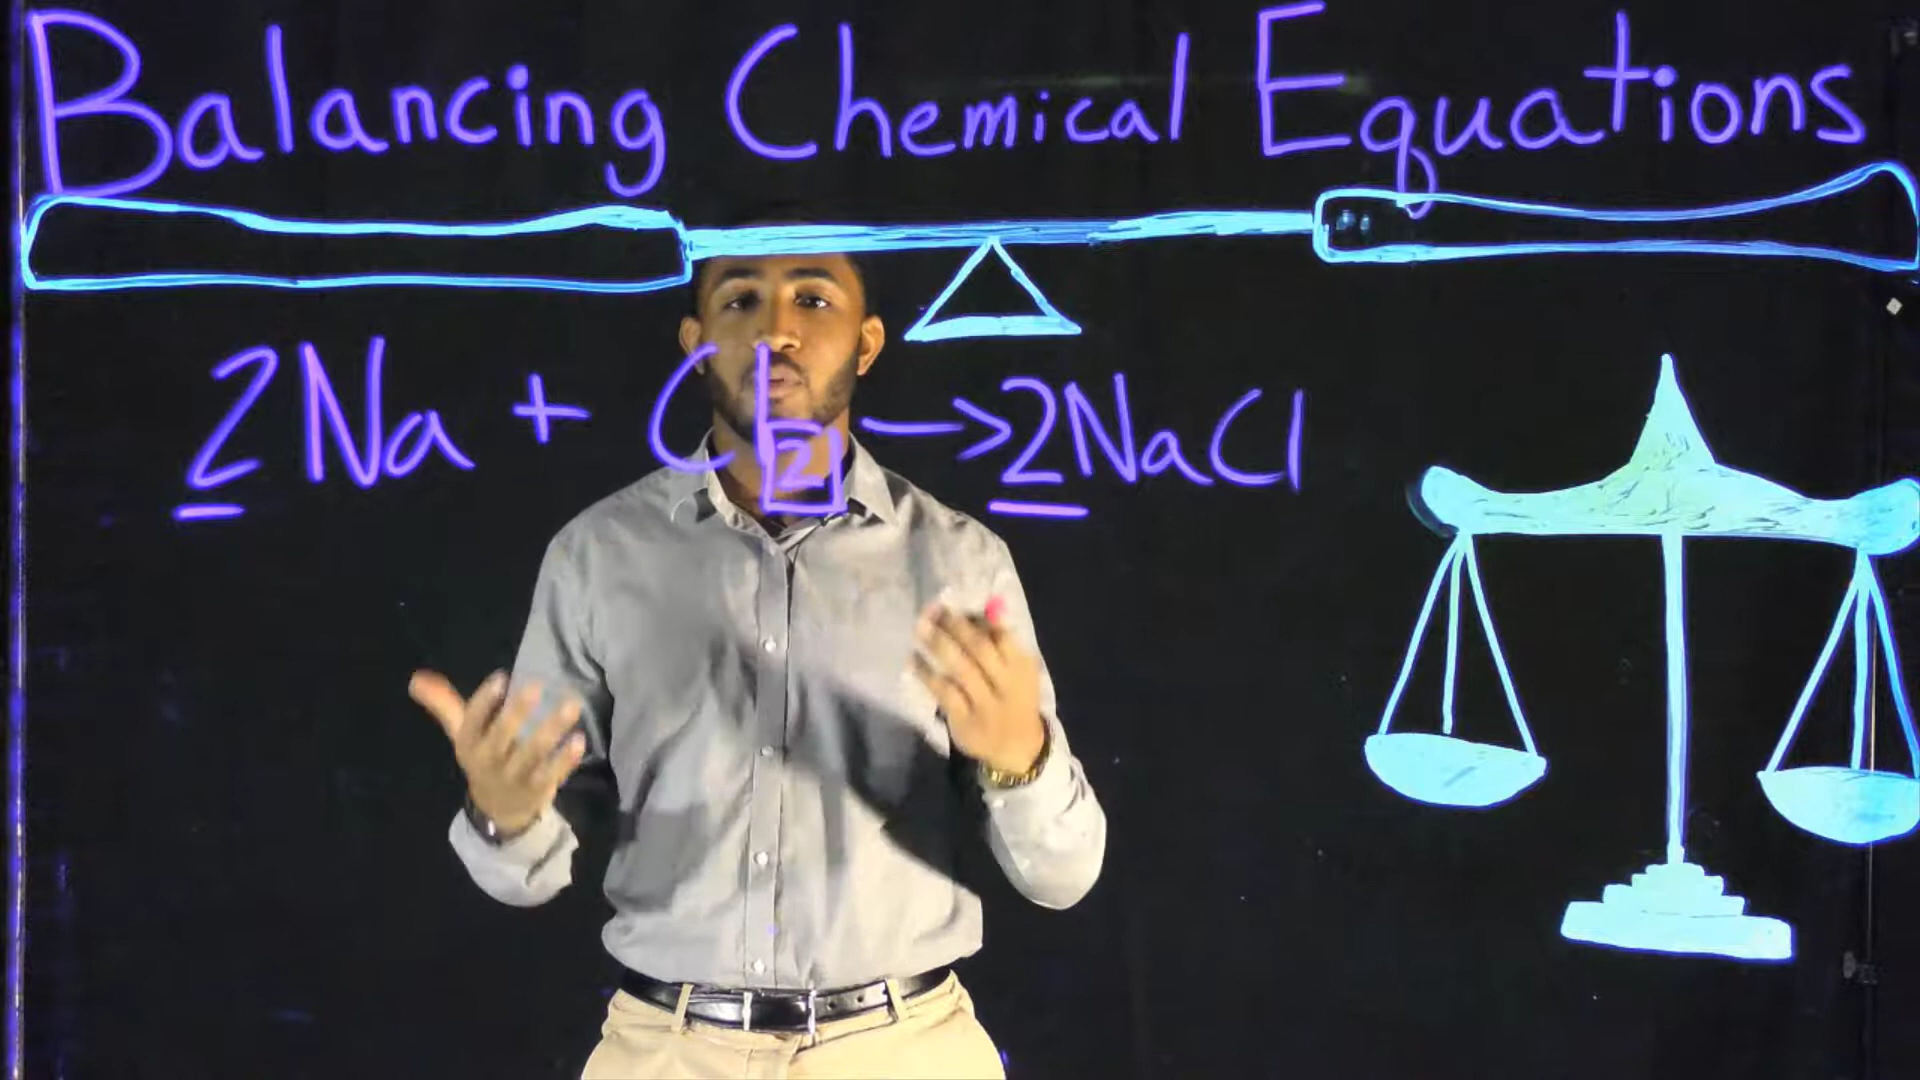 Balancing Chemical Equations
2Na + Cl2 → 2NaCl